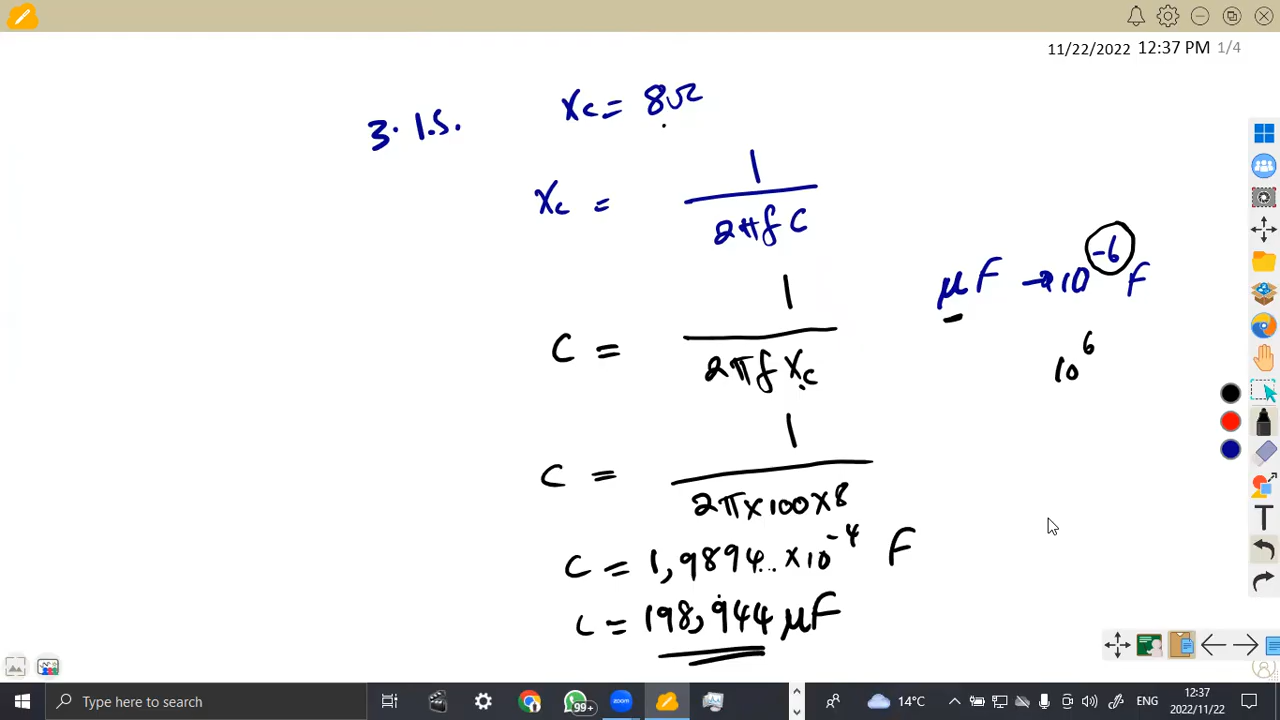 11/22/2022 12:37 PM 1/4
3. 1.5.
Xc = 8Ω
Xc = 1 / 2πfC
μF → 10^-6 F
C = 1 / 2πfXc
10^6
C = 1 / 2π×100×8
C = 1,9894..×10^-4 F
C = 198,944 μF
T
Type here to search
99+
zoom
14°C
ENG
12:37
2022/11/22